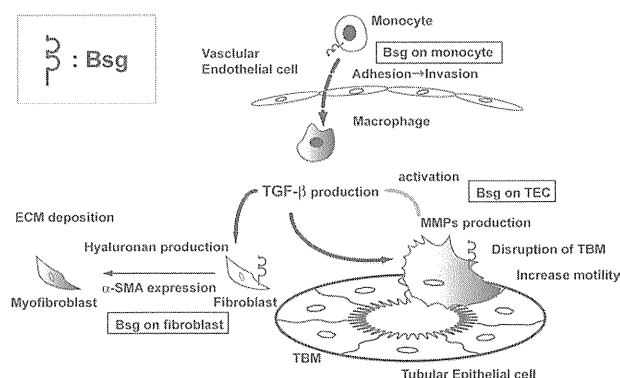 : Bsg
Monocyte
Bsg on monocyte
Vasclular
Endothelial cell
Adhesion→Invasion
Macrophage
activation
TGF-β production
Bsg on TEC
ECM deposition
MMPs production
Hyaluronan production
Disruption of TBM
Increase motility
α-SMA expression
Myofibroblast
Fibroblast
Bsg on fibroblast
TBM
Tubular Epithelial cell